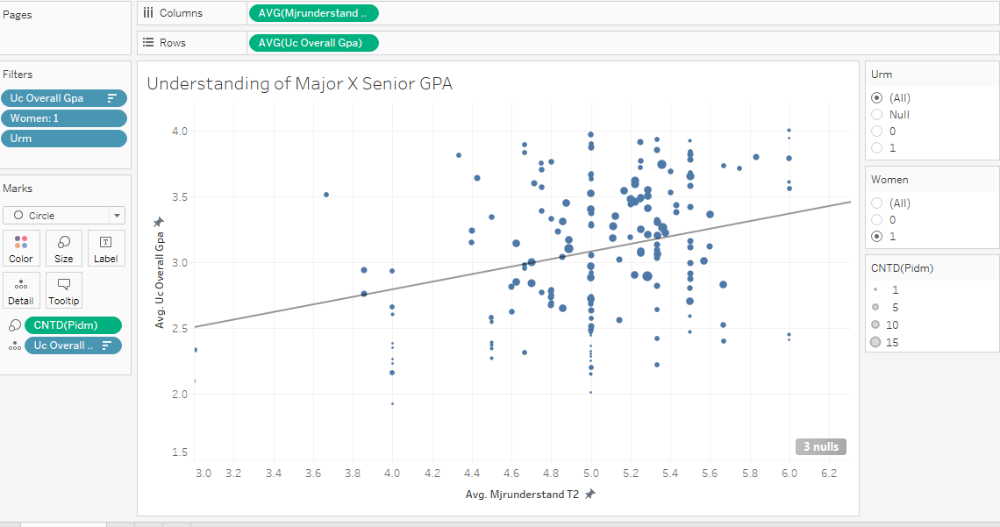 Pages
Columns
AVG(Mjrunderstand ..
Rows
AVG(Uc Overall Gpa)
Filters
Uc Overall Gpa
Women: 1
Urm
Marks
Circle
Color
Size
Label
Detail
Tooltip
CNTD(Pidm)
Uc Overall ..
Understanding of Major X Senior GPA
Avg. Uc Overall Gpa
4.0
3.5
3.0
2.5
2.0
1.5
3 nulls
3.0 3.2 3.4 3.6 3.8 4.0 4.2 4.4 4.6 4.8 5.0 5.2 5.4 5.6 5.8 6.0 6.2
Avg. Mjrunderstand T2
Urm
(All)
Null
0
1
Women
(All)
0
1
CNTD(Pidm)
1
5
10
15